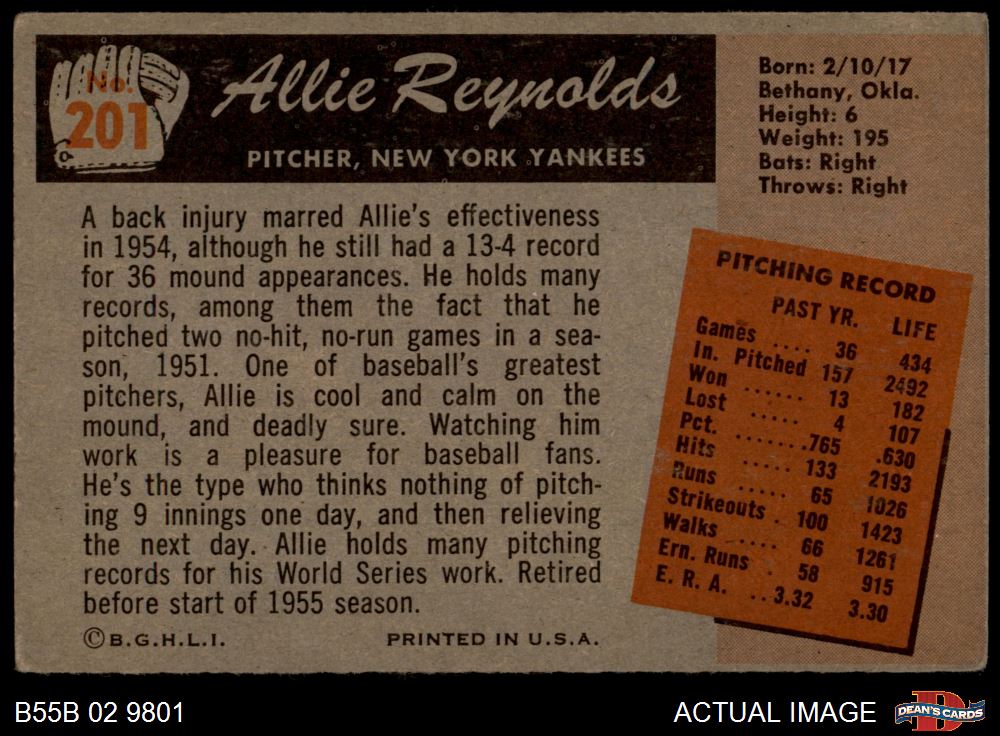 No.
201
Allie Reynolds
PITCHER, NEW YORK YANKEES
Born: 2/10/17
Bethany, Okla.
Height: 6
Weight: 195
Bats: Right
Throws: Right
A back injury marred Allie's effectiveness
in 1954, although he still had a 13-4 record
for 36 mound appearances. He holds many
records, among them the fact that he
pitched two no-hit, no-run games in a sea-
son, 1951. One of baseball's greatest
pitchers, Allie is cool and calm on the
mound, and deadly sure. Watching him
work is a pleasure for baseball fans.
He's the type who thinks nothing of pitch-
ing 9 innings one day, and then relieving
the next day. Allie holds many pitching
records for his World Series work. Retired
before start of 1955 season.
©B.G.H.L.I. PRINTED IN U.S.A.
PITCHING RECORD
PAST YR. LIFE
Games .... 36 434
In. Pitched 157 2492
Won ...... 13 182
Lost ..... 4 107
Pct. .......765 .630
Hits ..... 133 2193
Runs ..... 65 1026
Strikeouts . 100 1423
Walks .... 66 1261
Ern. Runs . 58 915
E. R. A. ..3.32 3.30
B55B 02 9801
ACTUAL IMAGE
D
DEAN'S CARDS